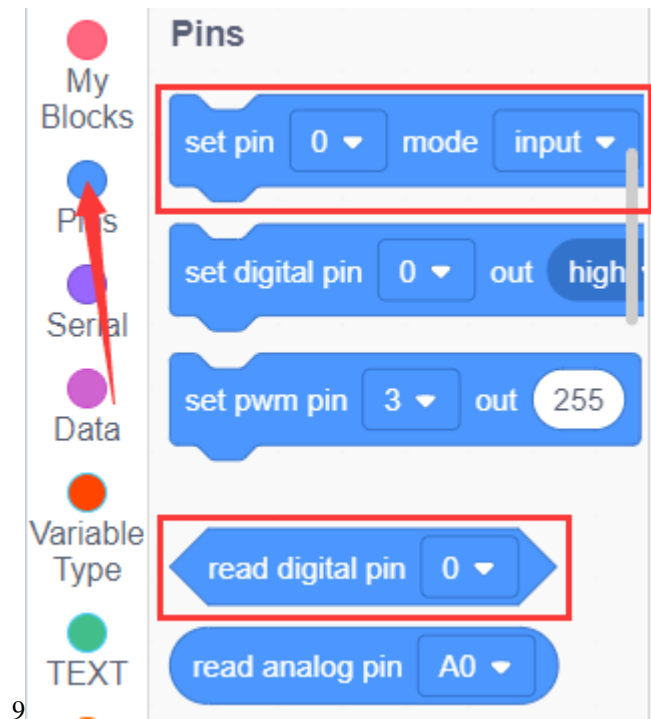 Pins
My
Blocks
set pin 0 mode input
Pins
set digital pin 0 out high
Serial
set pwm pin 3 out 255
Data
Variable
Type
read digital pin 0
TEXT
read analog pin A0
9